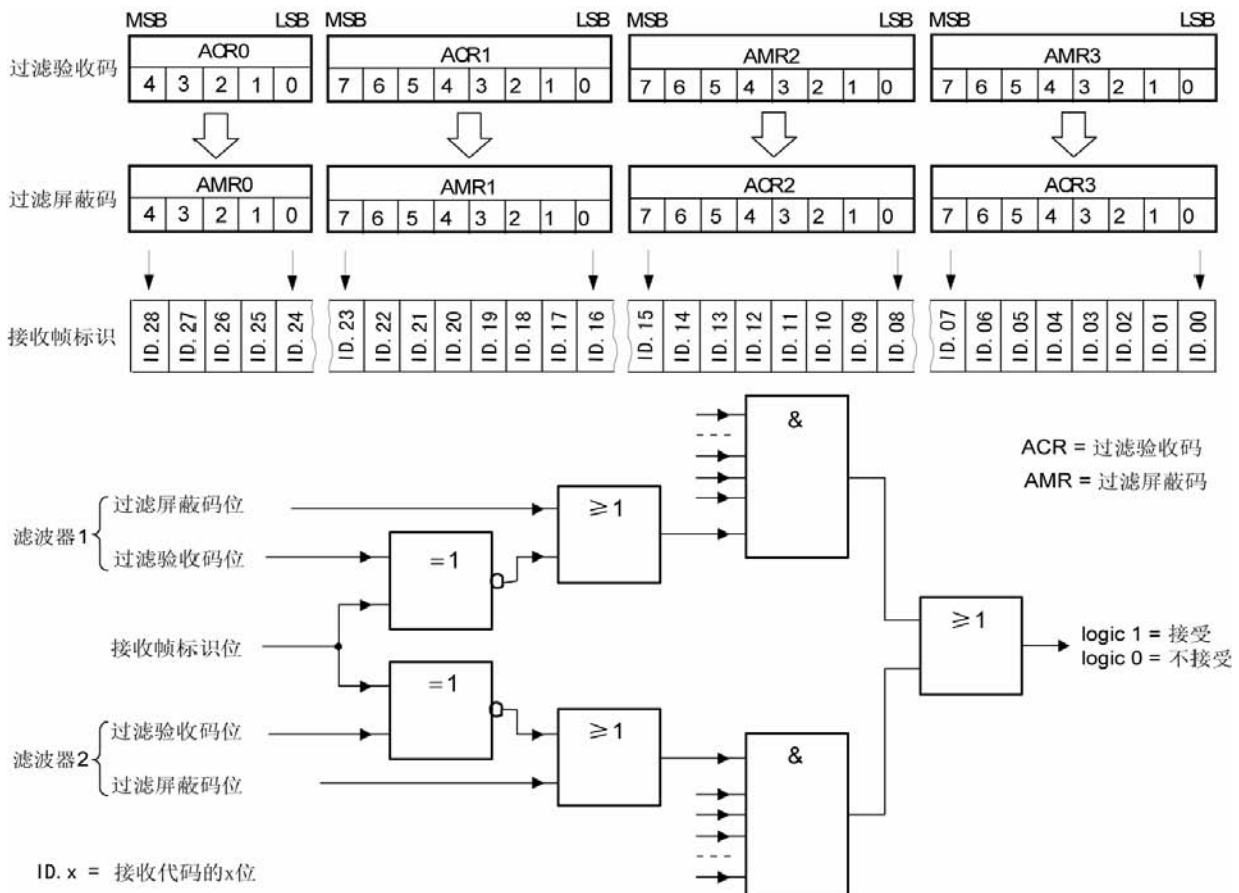 MSB LSB MSB LSB MSB LSB MSB LSB
过滤验收码 ACR0 ACR1 AMR2 AMR3
4 3 2 1 0 7 6 5 4 3 2 1 0 7 6 5 4 3 2 1 0 7 6 5 4 3 2 1 0
过滤屏蔽码 AMR0 AMR1 ACR2 ACR3
4 3 2 1 0 7 6 5 4 3 2 1 0 7 6 5 4 3 2 1 0 7 6 5 4 3 2 1 0
接收帧标识 ID.28 ID.27 ID.26 ID.25 ID.24 ID.23 ID.22 ID.21 ID.20 ID.19 ID.18 ID.17 ID.16 ID.15 ID.14 ID.13 ID.12 ID.11 ID.10 ID.09 ID.08 ID.07 ID.06 ID.05 ID.04 ID.03 ID.02 ID.01 ID.00
&
ACR = 过滤验收码
AMR = 过滤屏蔽码
滤波器1
过滤屏蔽码位
≥1
过滤验收码位
=1
接收帧标识位
≥1
logic 1 = 接受
logic 0 = 不接受
=1
滤波器2
过滤验收码位
≥1
&
过滤屏蔽码位
ID.x = 接收代码的x位